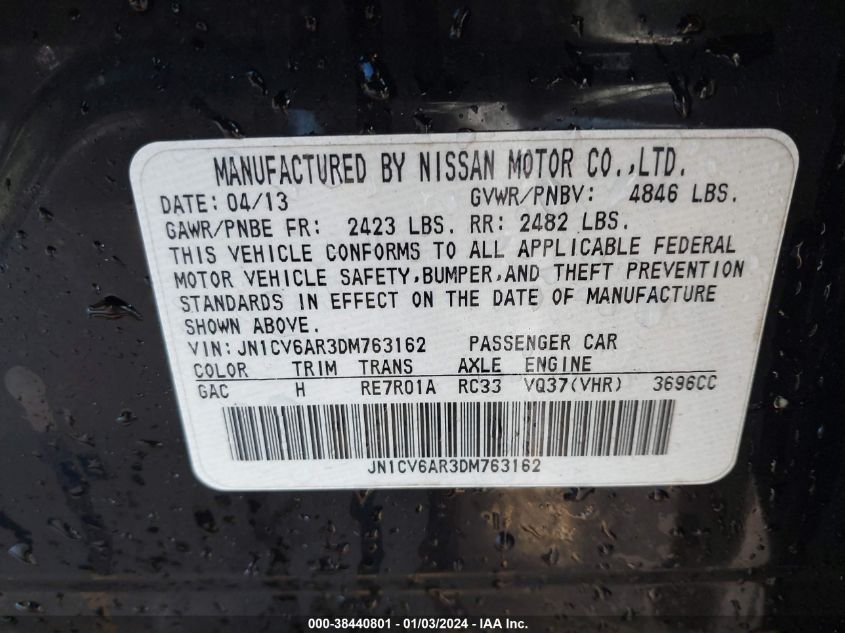 MANUFACTURED BY NISSAN MOTOR CO.,LTD.
DATE: 04/13 GVWR/PNBV: 4846 LBS.
GAWR/PNBE FR: 2423 LBS. RR: 2482 LBS.
THIS VEHICLE CONFORMS TO ALL APPLICABLE FEDERAL
MOTOR VEHICLE SAFETY,BUMPER,AND THEFT PREVENTION
STANDARDS IN EFFECT ON THE DATE OF MANUFACTURE
SHOWN ABOVE.
VIN:JN1CV6AR3DM763162 PASSENGER CAR
COLOR TRIM TRANS AXLE ENGINE
GAC H RE7R01A RC33 VQ37(VHR) 3696CC
JN1CV6AR3DM763162
000-38440801 - 01/03/2024 - IAA Inc.